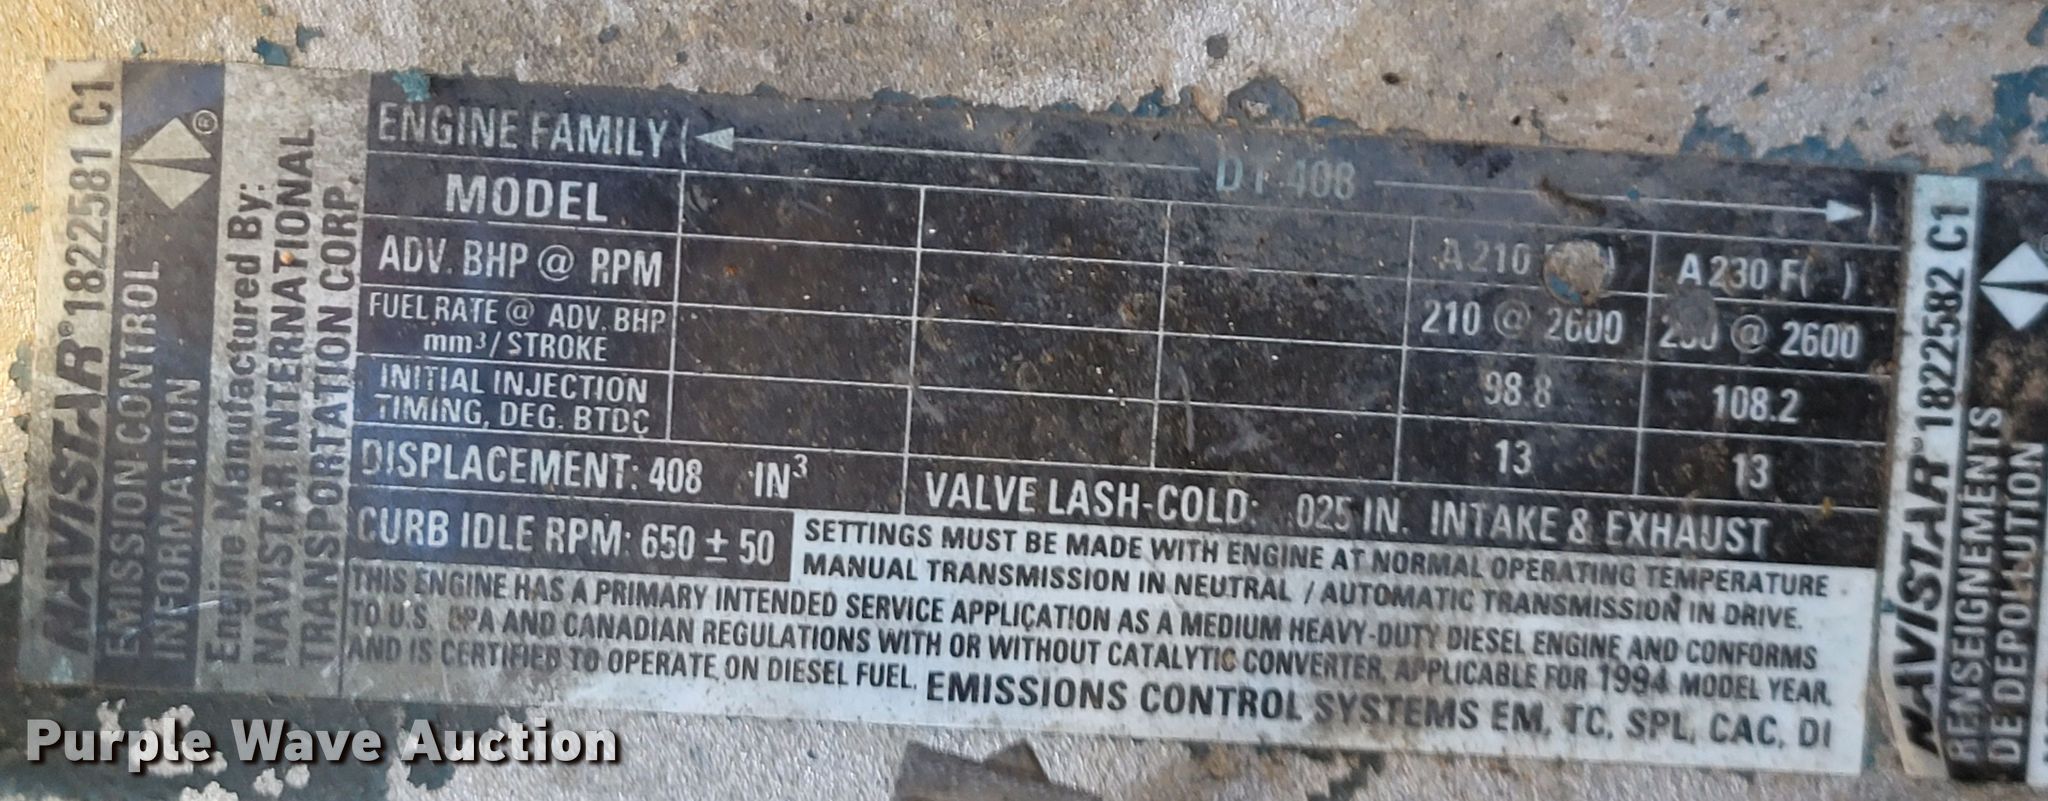 NAVISTAR® 1822581 C1
EMISSION-CONTROL
INFORMATION
®
Engine Manufactured By:
NAVISTAR INTERNATIONAL
TRANSPORTATION CORP.
ENGINE FAMILY ( DT 408 )
MODEL A210 ) A230 F( )
ADV. BHP @ RPM 210 @ 2600 @ 2600
FUEL RATE @ ADV. BHP
mm³/STROKE 98.8 108.2
INITIAL INJECTION
TIMING, DEG. BTDC 13 13
DISPLACEMENT: 408 IN³
VALVE LASH-COLD: .025 IN. INTAKE & EXHAUST
CURB IDLE RPM: 650 ± 50
SETTINGS MUST BE MADE WITH ENGINE AT NORMAL OPERATING TEMPERATURE
MANUAL TRANSMISSION IN NEUTRAL / AUTOMATIC TRANSMISSION IN DRIVE.
THIS ENGINE HAS A PRIMARY INTENDED SERVICE APPLICATION AS A MEDIUM HEAVY-DUTY DIESEL ENGINE AND CONFORMS
TO U.S. EPA AND CANADIAN REGULATIONS WITH OR WITHOUT CATALYTIC CONVERTER, APPLICABLE FOR 1994 MODEL YEAR,
AND IS CERTIFIED TO OPERATE ON DIESEL FUEL.
EMISSIONS CONTROL SYSTEMS EM, TC, SPL, CAC, DI
NAVISTAR® 1822582 C1
RENSEIGNEMENTS
DE DEPOLLUTION
Purple Wave Auction